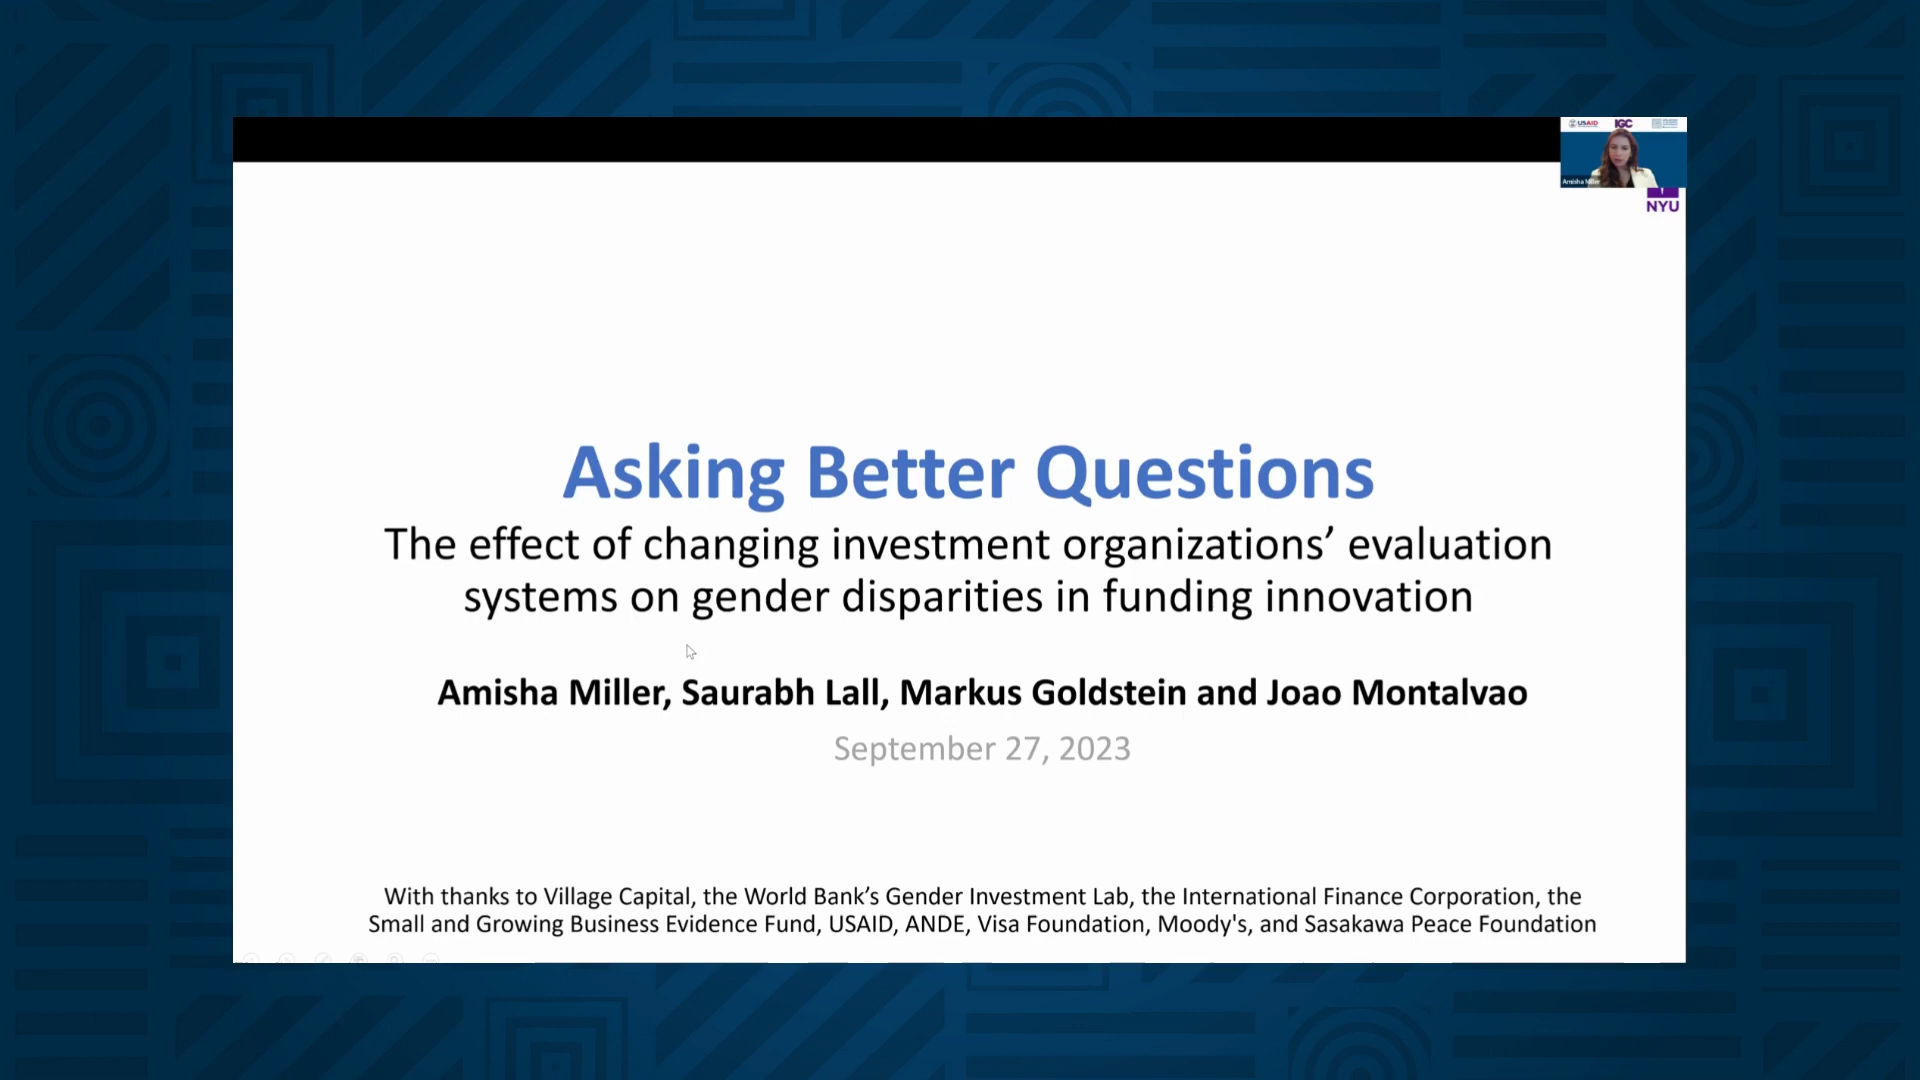 USAID
IGC
Amisha Miller
NYU
Asking Better Questions
The effect of changing investment organizations’ evaluation
systems on gender disparities in funding innovation
Amisha Miller, Saurabh Lall, Markus Goldstein and Joao Montalvao
September 27, 2023
With thanks to Village Capital, the World Bank’s Gender Investment Lab, the International Finance Corporation, the
Small and Growing Business Evidence Fund, USAID, ANDE, Visa Foundation, Moody's, and Sasakawa Peace Foundation